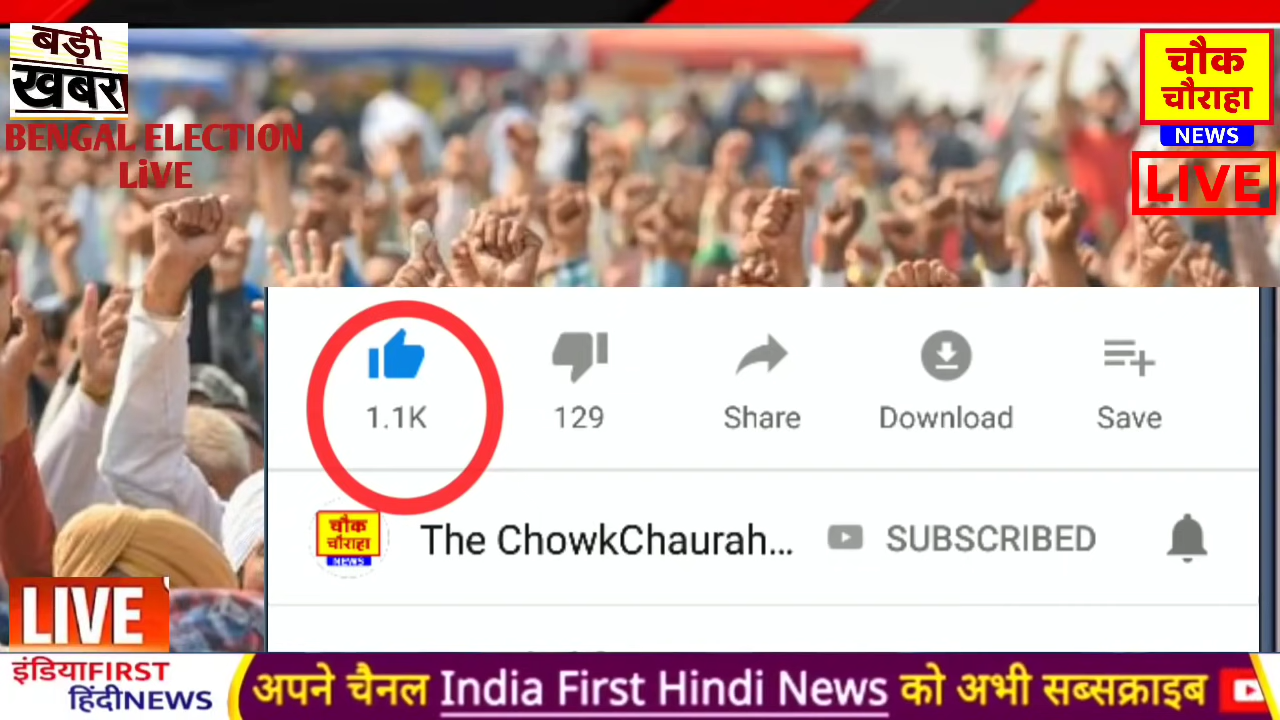 बड़ी
खबर
BENGAL ELECTION
LiVE
चौक
चौराहा
NEWS
LIVE
1.1K
129
Share
Download
Save
चौक
चौराहा
NEWS
The ChowkChaurah...
SUBSCRIBED
LIVE
इंडियाFIRST
हिंदीNEWS
अपने चैनल India First Hindi News को अभी सब्सक्राइब